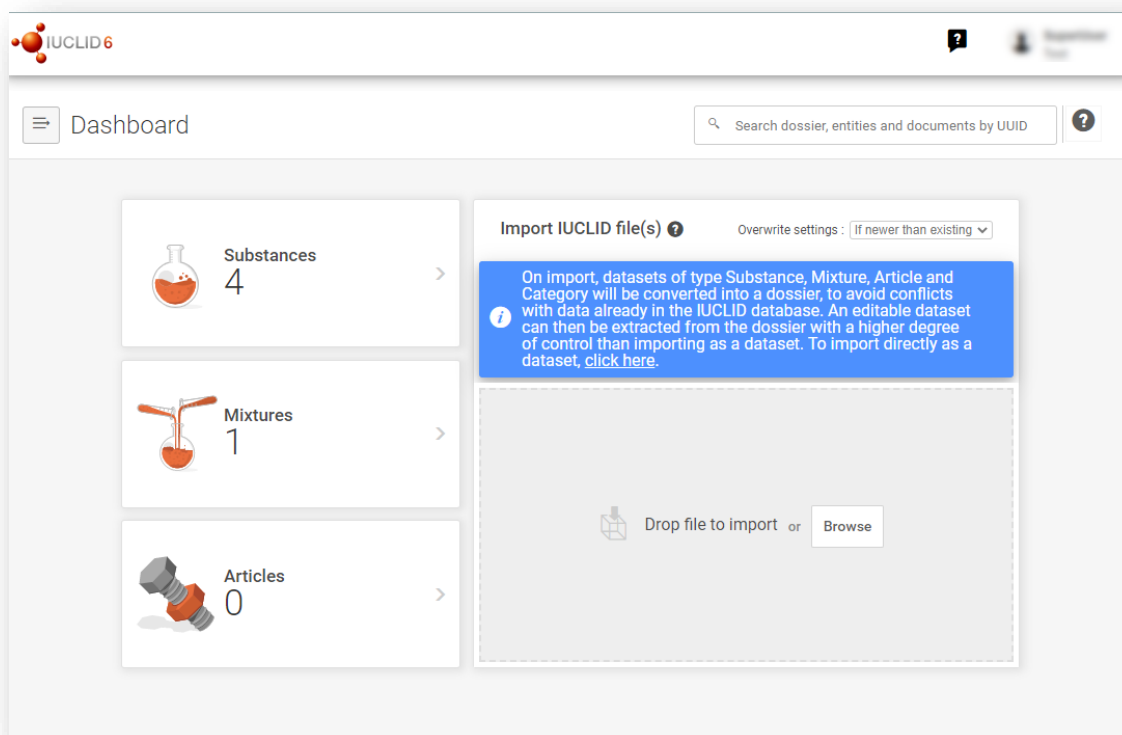 IUCLID 6
Dashboard
Search dossier, entities and documents by UUID
Substances
4
Mixtures
1
Articles
0
Import IUCLID file(s)
Overwrite settings : If newer than existing
On import, datasets of type Substance, Mixture, Article and
Category will be converted into a dossier, to avoid conflicts
with data already in the IUCLID database. An editable dataset
can then be extracted from the dossier with a higher degree
of control than importing as a dataset. To import directly as a
dataset, click here.
Drop file to import or Browse